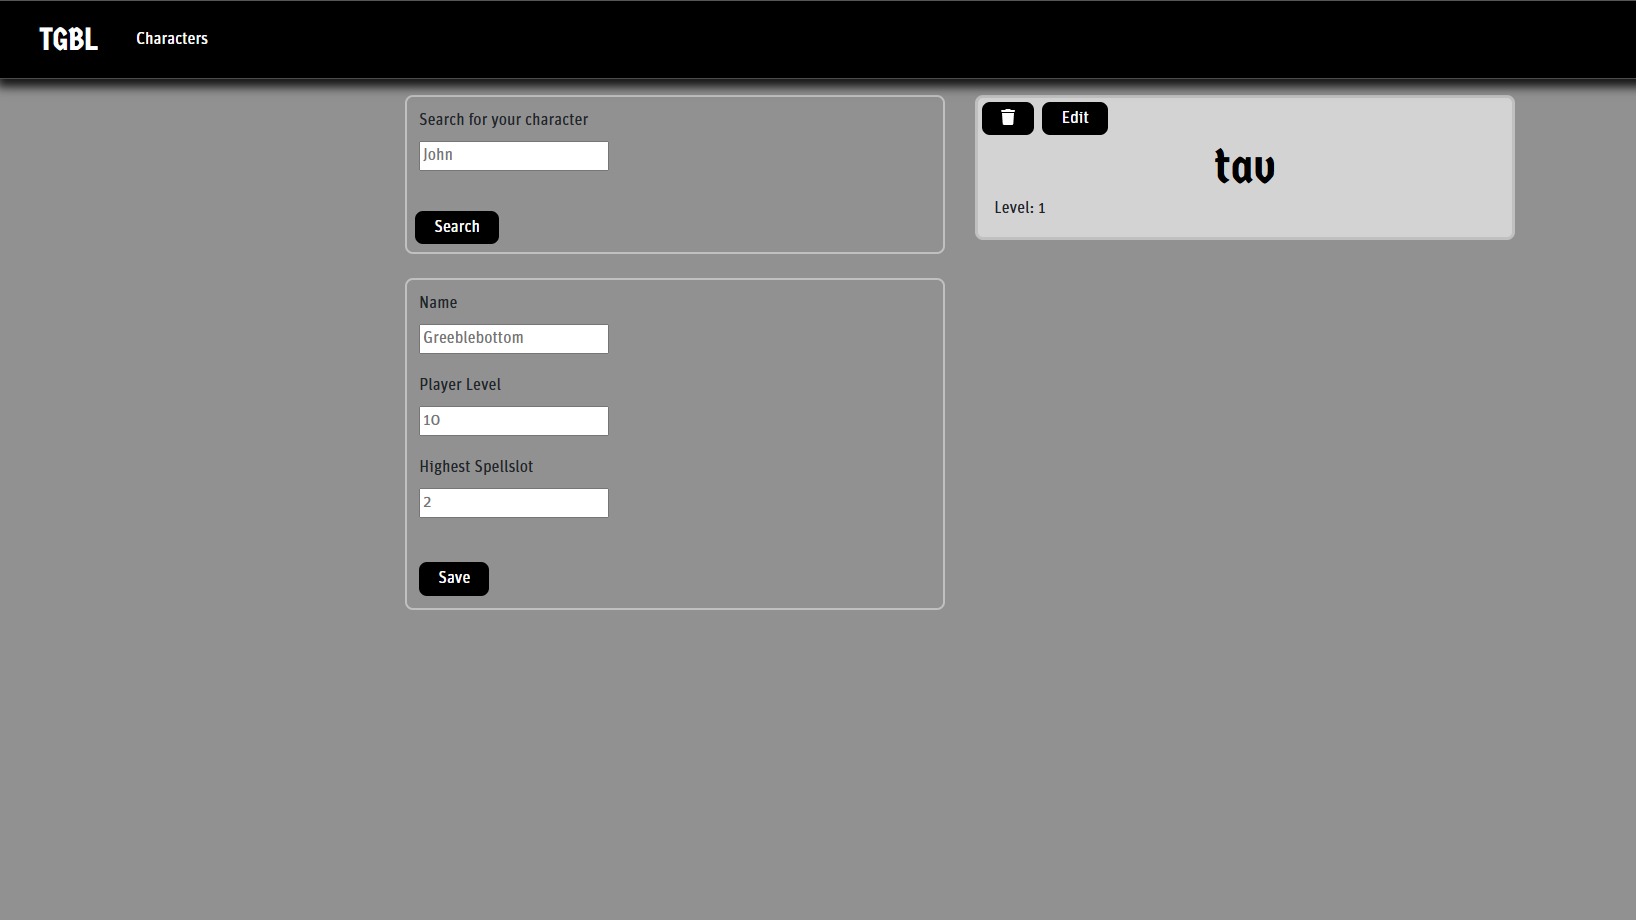 TGBL
Characters
Search for your character
John
Search
Name
Greeblebottom
Player Level
10
Highest Spellslot
2
Save
Edit
tav
Level: 1